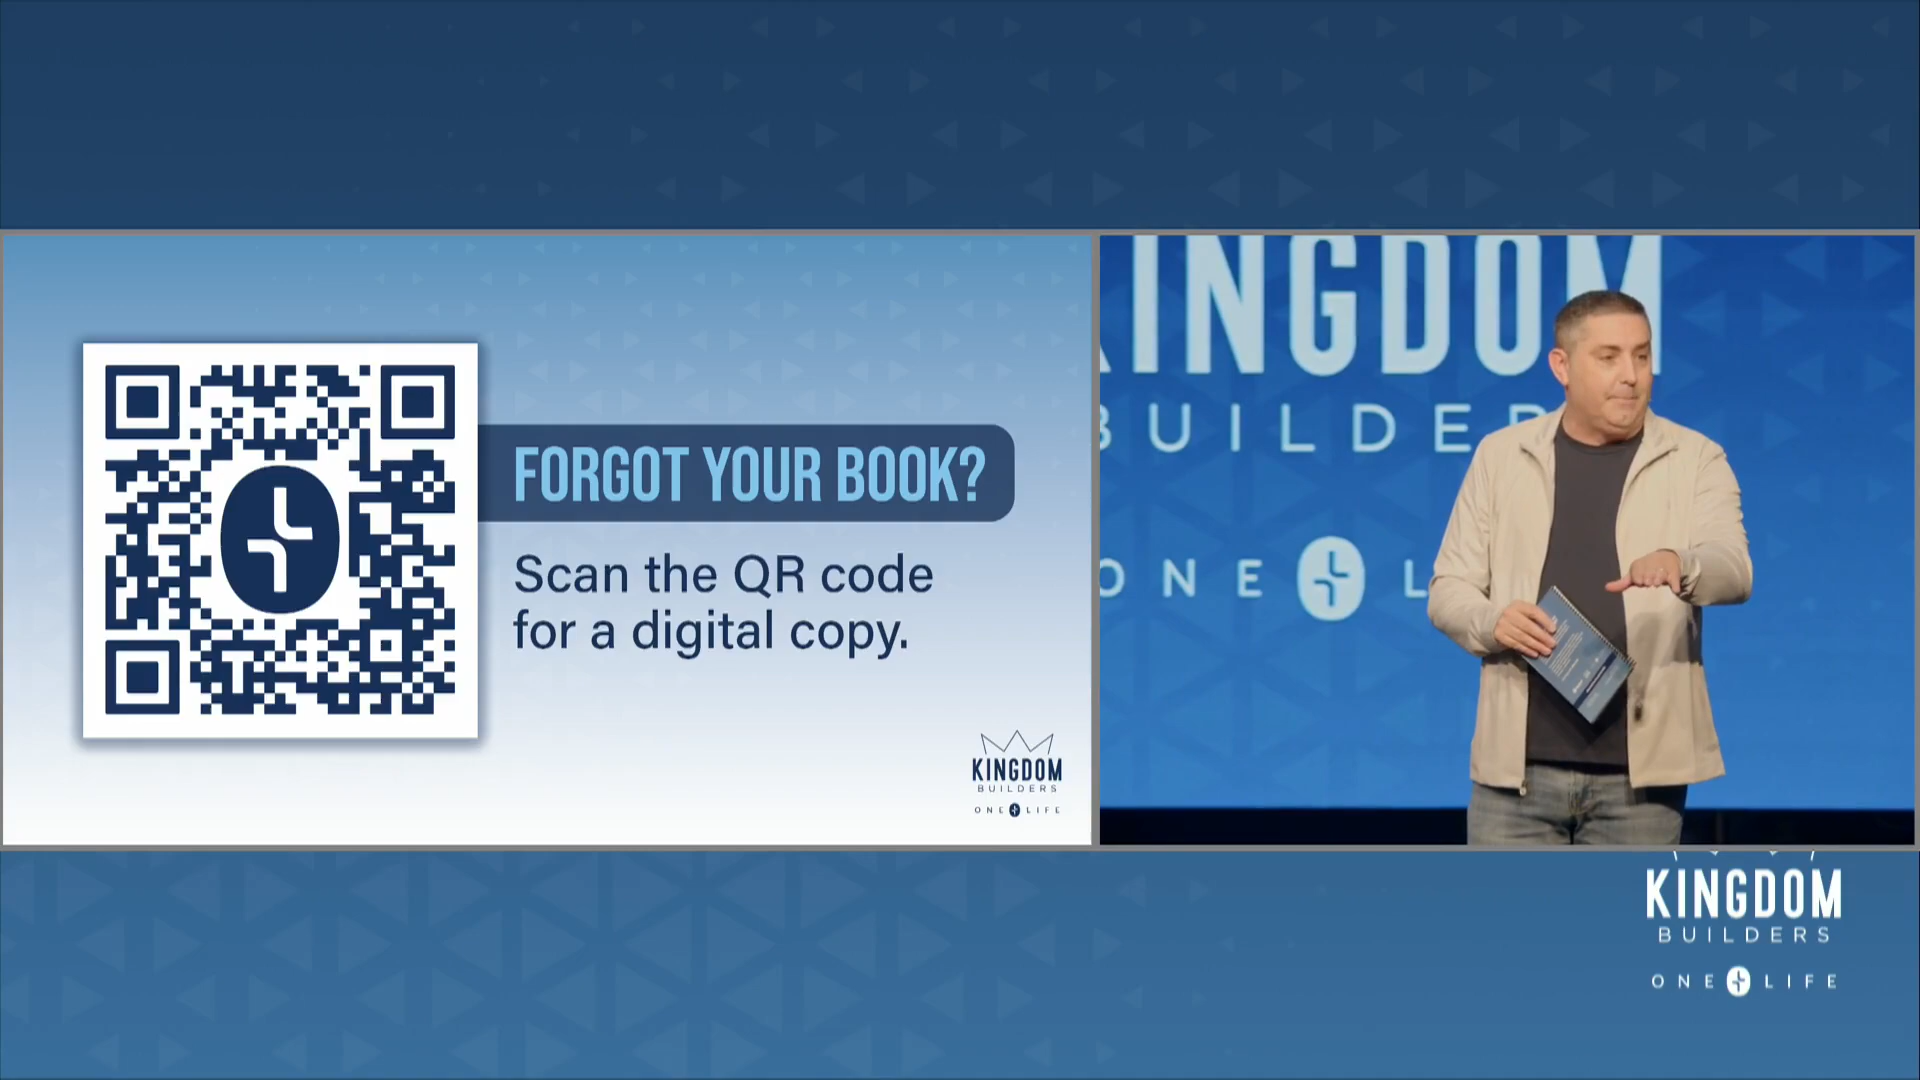 FORGOT YOUR BOOK?
Scan the QR code
for a digital copy.
KINGDOM
BUILDERS
ONE LIFE
INGDOM
BUILDER
ONE L
KINGDOM
BUILDERS
ONE LIFE